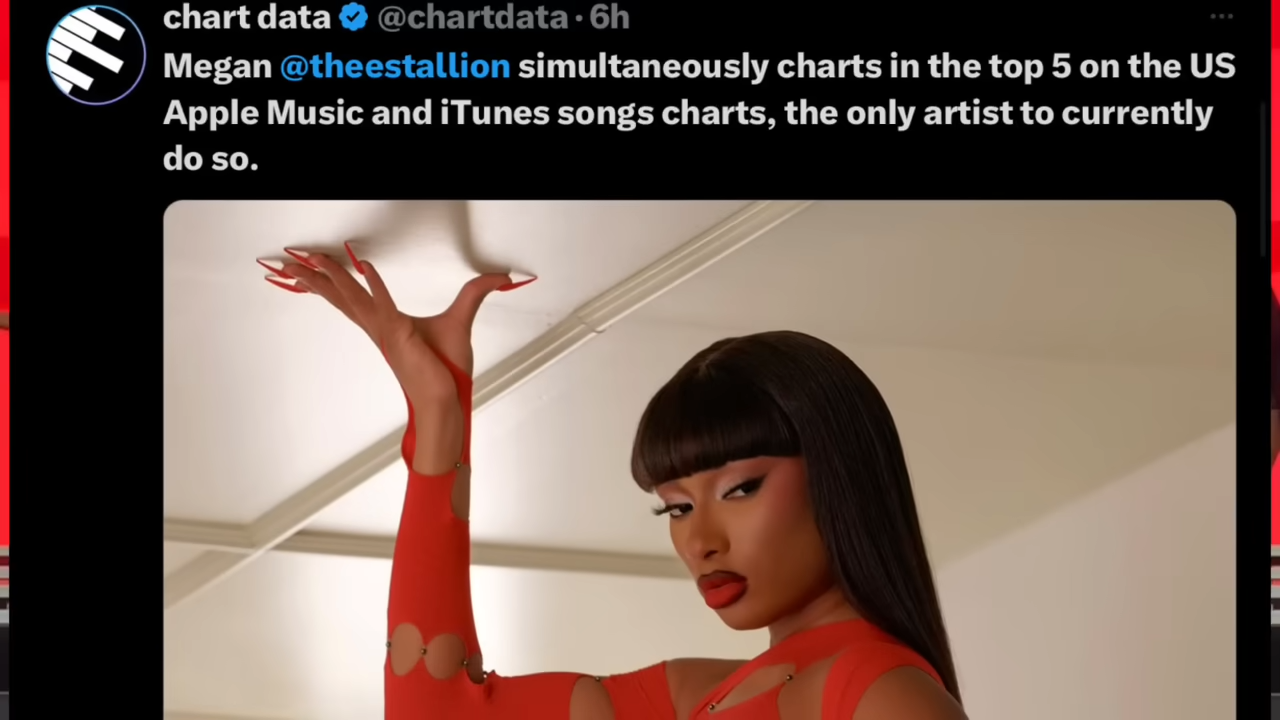 chart data @chartdata · 6h
Megan @theestallion simultaneously charts in the top 5 on the US
Apple Music and iTunes songs charts, the only artist to currently
do so.